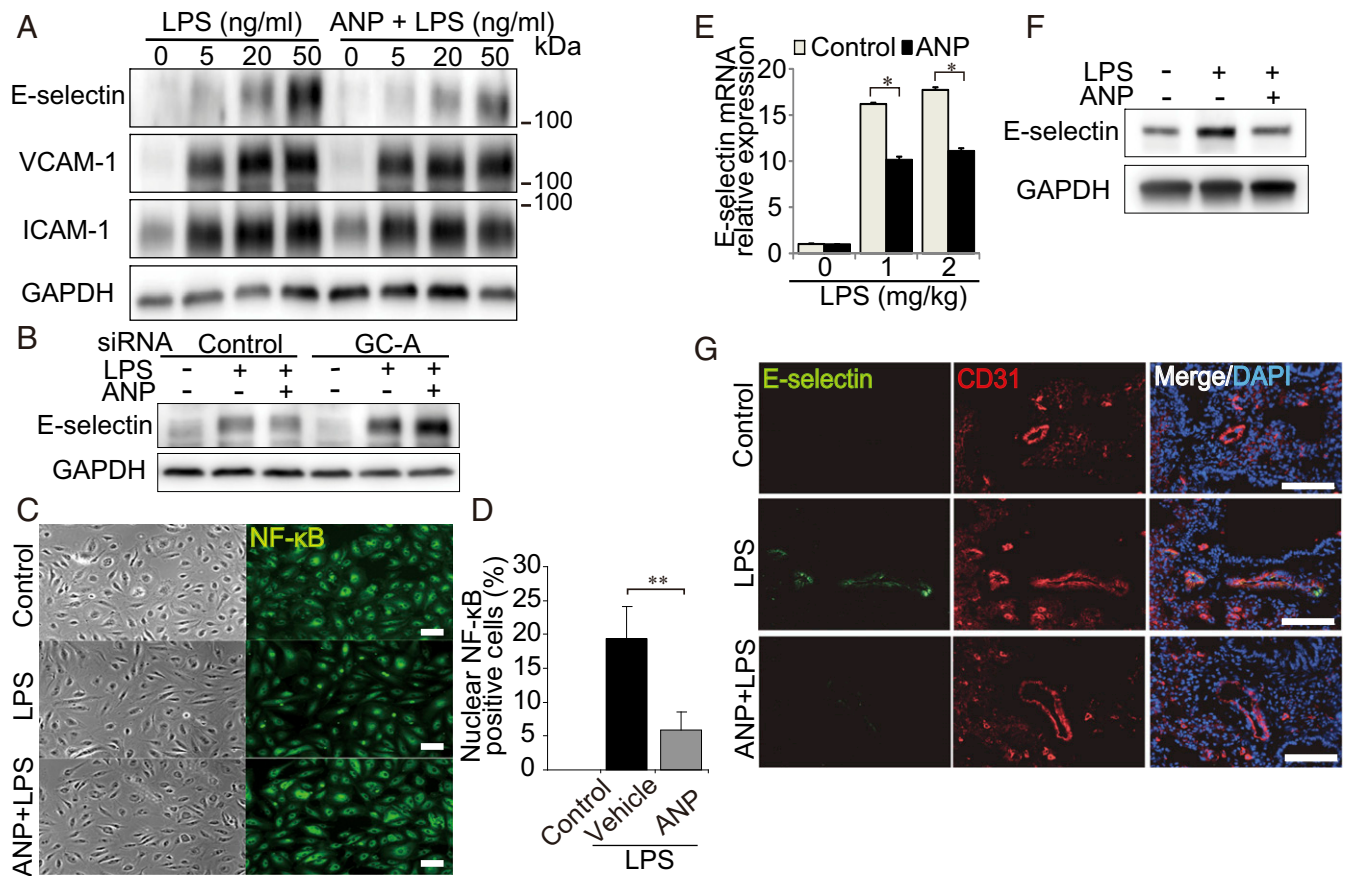 A
LPS (ng/ml) ANP + LPS (ng/ml)
0 5 20 50 0 5 20 50 kDa
E-selectin
100
VCAM-1
100
100
ICAM-1
GAPDH
B
siRNA Control GC-A
LPS - + + - + +
ANP - - + - - +
E-selectin
GAPDH
C
NF-κB
Control
LPS
ANP+LPS
D
Nuclear NF-κB
positive cells (%)
30
25
20
15
10
5
0
**
Control
Vehicle
ANP
LPS
E
Control ANP
E-selectin mRNA
relative expression
20
15
10
5
0
* *
0 1 2
LPS (mg/kg)
F
LPS - + +
ANP - - +
E-selectin
GAPDH
G
E-selectin CD31 Merge/DAPI
Control
LPS
ANP+LPS